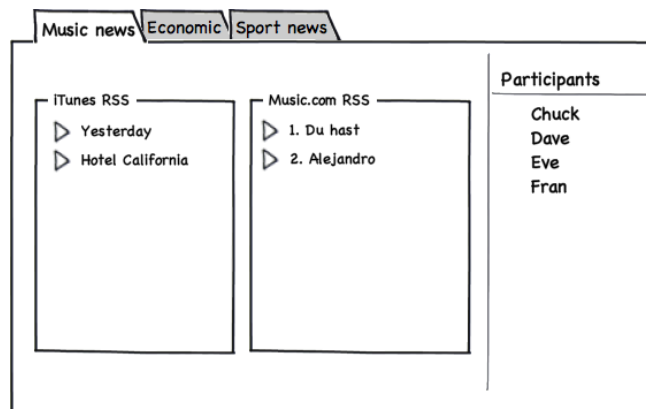 Music news
Economic
Sport news
iTunes RSS
Yesterday
Hotel California
Music.com RSS
1. Du hast
2. Alejandro
Participants
Chuck
Dave
Eve
Fran